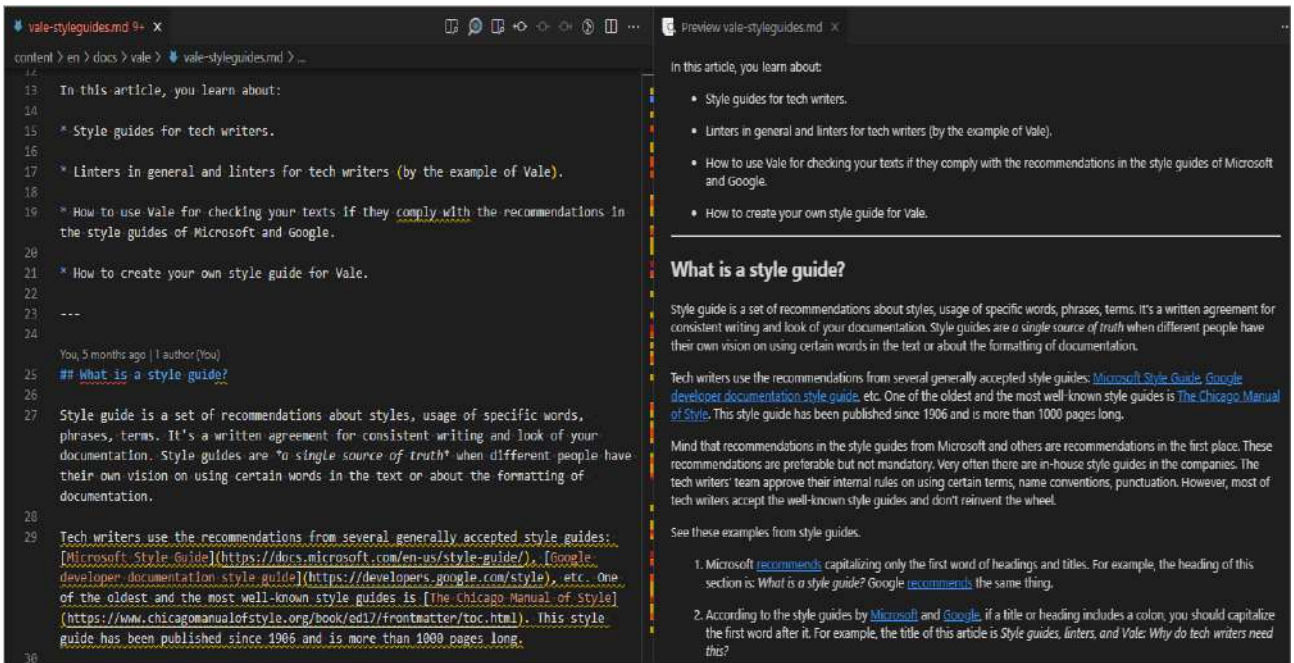 vale-styleguides.md 9+ X
content > en > docs > vale > vale-styleguides.md > ...
12
13 In this article, you learn about:
14
15 * Style guides for tech writers.
16
17 * Linters in general and linters for tech writers (by the example of Vale).
18
19 * How to use Vale for checking your texts if they comply with the recommendations in
the style guides of Microsoft and Google.
20
21 * How to create your own style guide for Vale.
22
23 ---
24
You, 5 months ago | 1 author (You)
25 ## What is a style guide?
26
27 Style guide is a set of recommendations about styles, usage of specific words,
phrases, terms. It's a written agreement for consistent writing and look of your
documentation. Style guides are *a single source of truth* when different people have
their own vision on using certain words in the text or about the formatting of
documentation.
28
29 Tech writers use the recommendations from several generally accepted style guides:
[Microsoft Style Guide](https://docs.microsoft.com/en-us/style-guide/), [Google
developer documentation style guide](https://developers.google.com/style), etc. One
of the oldest and the most well-known style guides is [The Chicago Manual of Style]
(https://www.chicagomanualofstyle.org/book/ed17/frontmatter/toc.html). This style
guide has been published since 1906 and is more than 1000 pages long.
30
Preview vale-styleguides.md X
In this article, you learn about:
• Style guides for tech writers.
• Linters in general and linters for tech writers (by the example of Vale).
• How to use Vale for checking your texts if they comply with the recommendations in the style guides of Microsoft
and Google.
• How to create your own style guide for Vale.
What is a style guide?
Style guide is a set of recommendations about styles, usage of specific words, phrases, terms. It's a written agreement for
consistent writing and look of your documentation. Style guides are a single source of truth when different people have
their own vision on using certain words in the text or about the formatting of documentation.
Tech writers use the recommendations from several generally accepted style guides: Microsoft Style Guide, Google
developer documentation style guide, etc. One of the oldest and the most well-known style guides is The Chicago Manual
of Style. This style guide has been published since 1906 and is more than 1000 pages long.
Mind that recommendations in the style guides from Microsoft and others are recommendations in the first place. These
recommendations are preferable but not mandatory. Very often there are in-house style guides in the companies. The
tech writers' team approve their internal rules on using certain terms, name conventions, punctuation. However, most of
tech writers accept the well-known style guides and don't reinvent the wheel.
See these examples from style guides.
1. Microsoft recommends capitalizing only the first word of headings and titles. For example, the heading of this
section is: What is a style guide? Google recommends the same thing.
2. According to the style guides by Microsoft and Google, if a title or heading includes a colon, you should capitalize
the first word after it. For example, the title of this article is Style guides, linters, and Vale: Why do tech writers need
this?